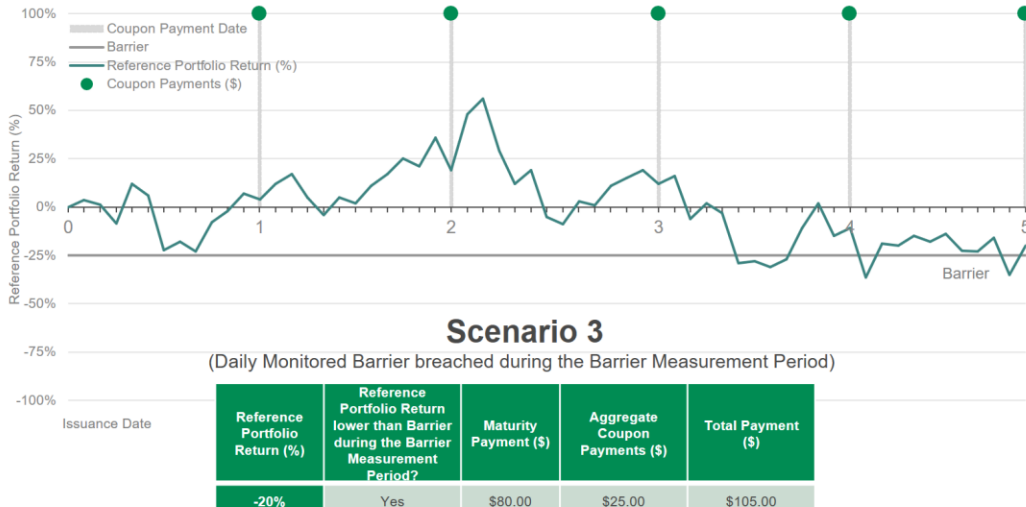 100%
Coupon Payment Date
Barrier
75%
Reference Portfolio Return (%)
Coupon Payments ($)
50%
25%
0%
0 1 2 3 4 5
-25%
Barrier
-50%
-75%
-100%
Reference Portfolio Return (%)
Issuance Date
Scenario 3
(Daily Monitored Barrier breached during the Barrier Measurement Period)
Reference
Portfolio
Return (%)
Reference
Portfolio Return
lower than Barrier
during the Barrier
Measurement
Period?
Maturity
Payment ($)
Aggregate
Coupon
Payments ($)
Total Payment
($)
-20% Yes $80.00 $25.00 $105.00